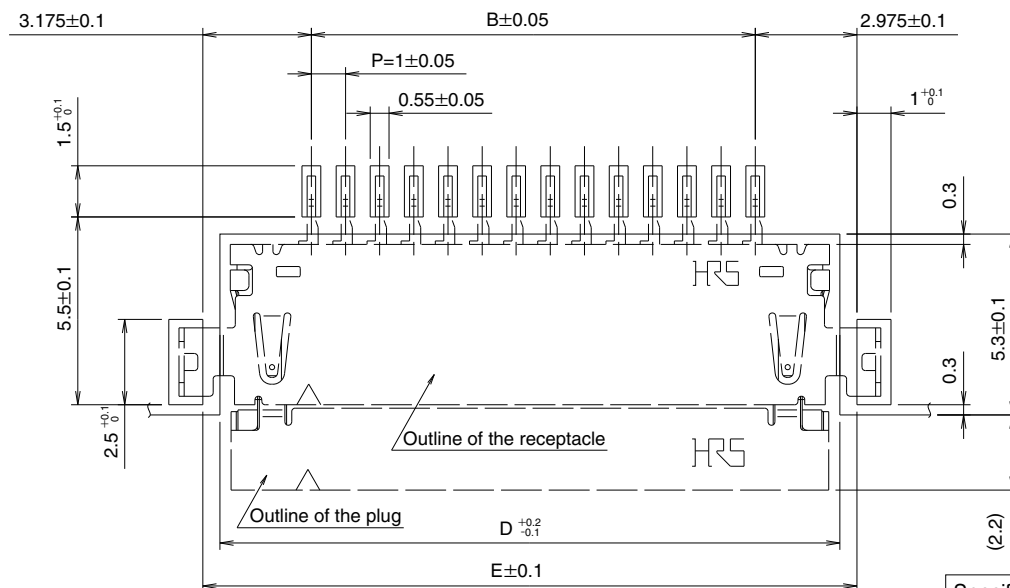 3.175±0.1
B±0.05
2.975±0.1
P=1±0.05
0.55±0.05
1 +0.1 0
1.5 +0.1 0
0.3
HRS
5.5±0.1
5.3±0.1
0.3
2.5 +0.1 0
Outline of the receptacle
HRS
Outline of the plug
D +0.2 -0.1
(2.2)
E±0.1